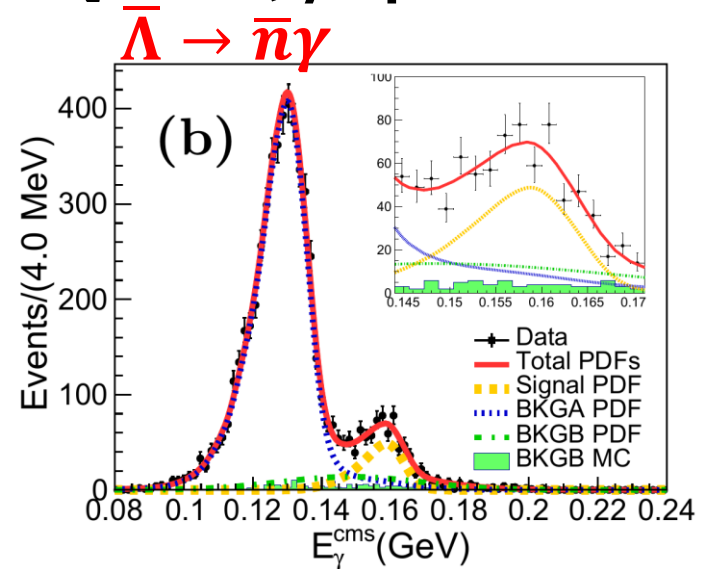 Λ̅ → n̅γ
(b)
Events/(4.0 MeV)
400
300
200
100
0
0.08 0.1 0.12 0.14 0.16 0.18 0.2 0.22 0.24
E_γ^cms(GeV)
100
80
60
40
20
0
0.145 0.15 0.155 0.16 0.165 0.17
Data
Total PDFs
Signal PDF
BKGA PDF
BKGB PDF
BKGB MC